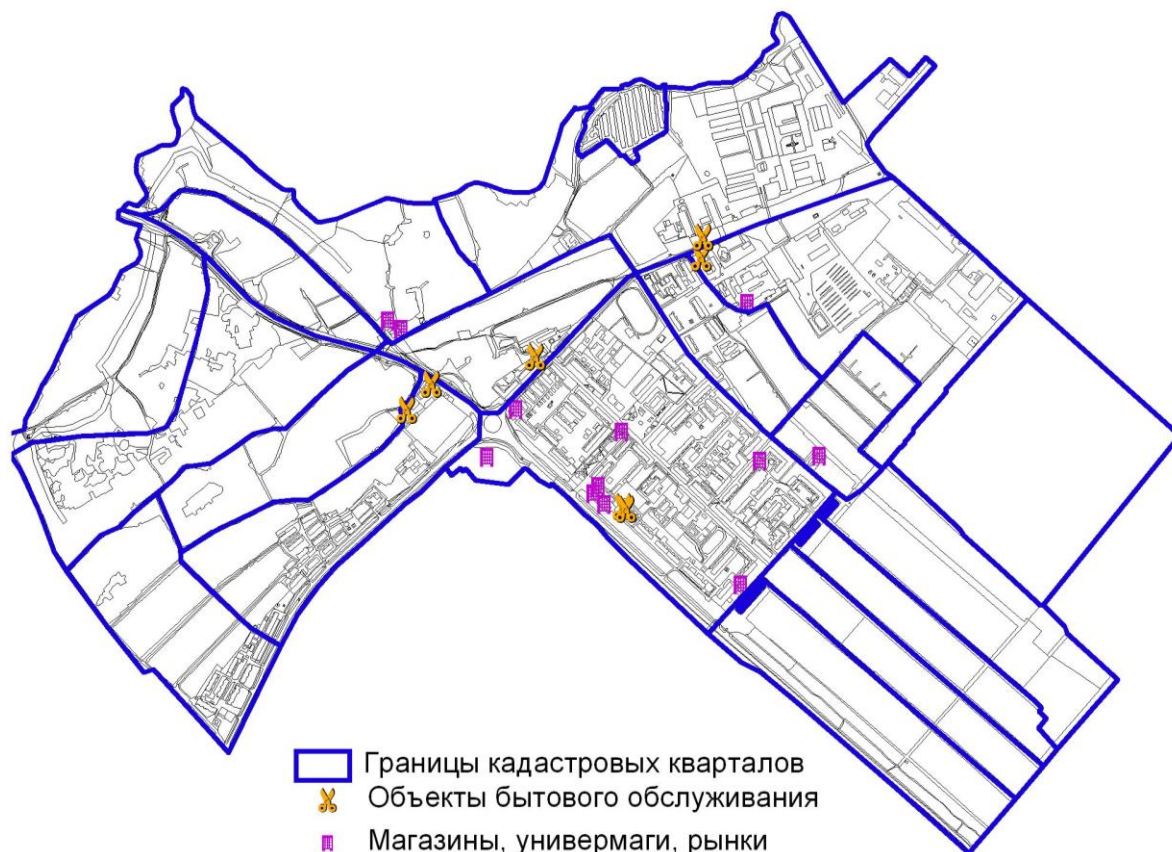 Границы кадастровых кварталов
Объекты бытового обслуживания
Магазины, универмаги, рынки